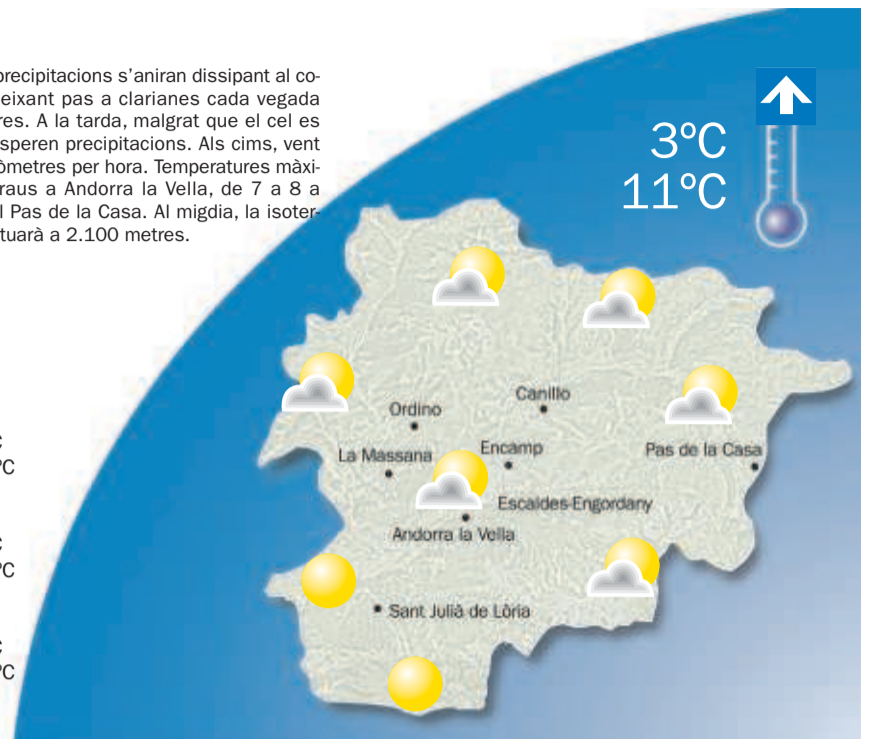 precipitacions s’aniran dissipant al co-
eixant pas a clarianes cada vegada
res. A la tarda, malgrat que el cel es
speren precipitacions. Als cims, vent
òmetres per hora. Temperatures màxi-
raus a Andorra la Vella, de 7 a 8 a
l Pas de la Casa. Al migdia, la isoter-
tuarà a 2.100 metres.
3ºC
11ºC
Canillo
Ordino
Encamp
Pas de la Casa
La Massana
Escaldes-Engordany
Andorra la Vella
Sant Julià de Lòria
C
ºC
C
ºC
C
ºC